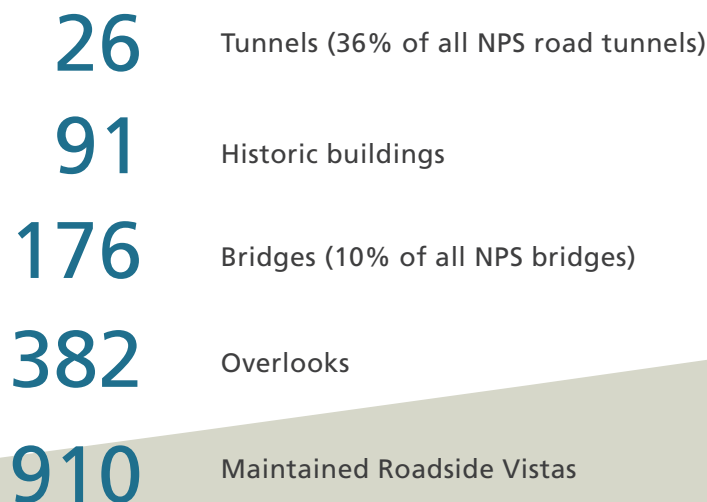 26 Tunnels (36% of all NPS road tunnels)
91 Historic buildings
176 Bridges (10% of all NPS bridges)
382 Overlooks
910 Maintained Roadside Vistas